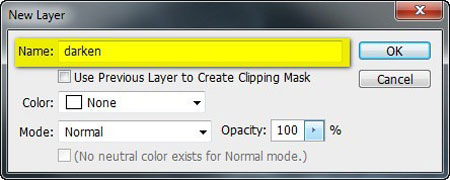 New Layer
Name: darken
OK
Use Previous Layer to Create Clipping Mask
Cancel
Color: None
Mode: Normal Opacity: 100 %
(No neutral color exists for Normal mode.)